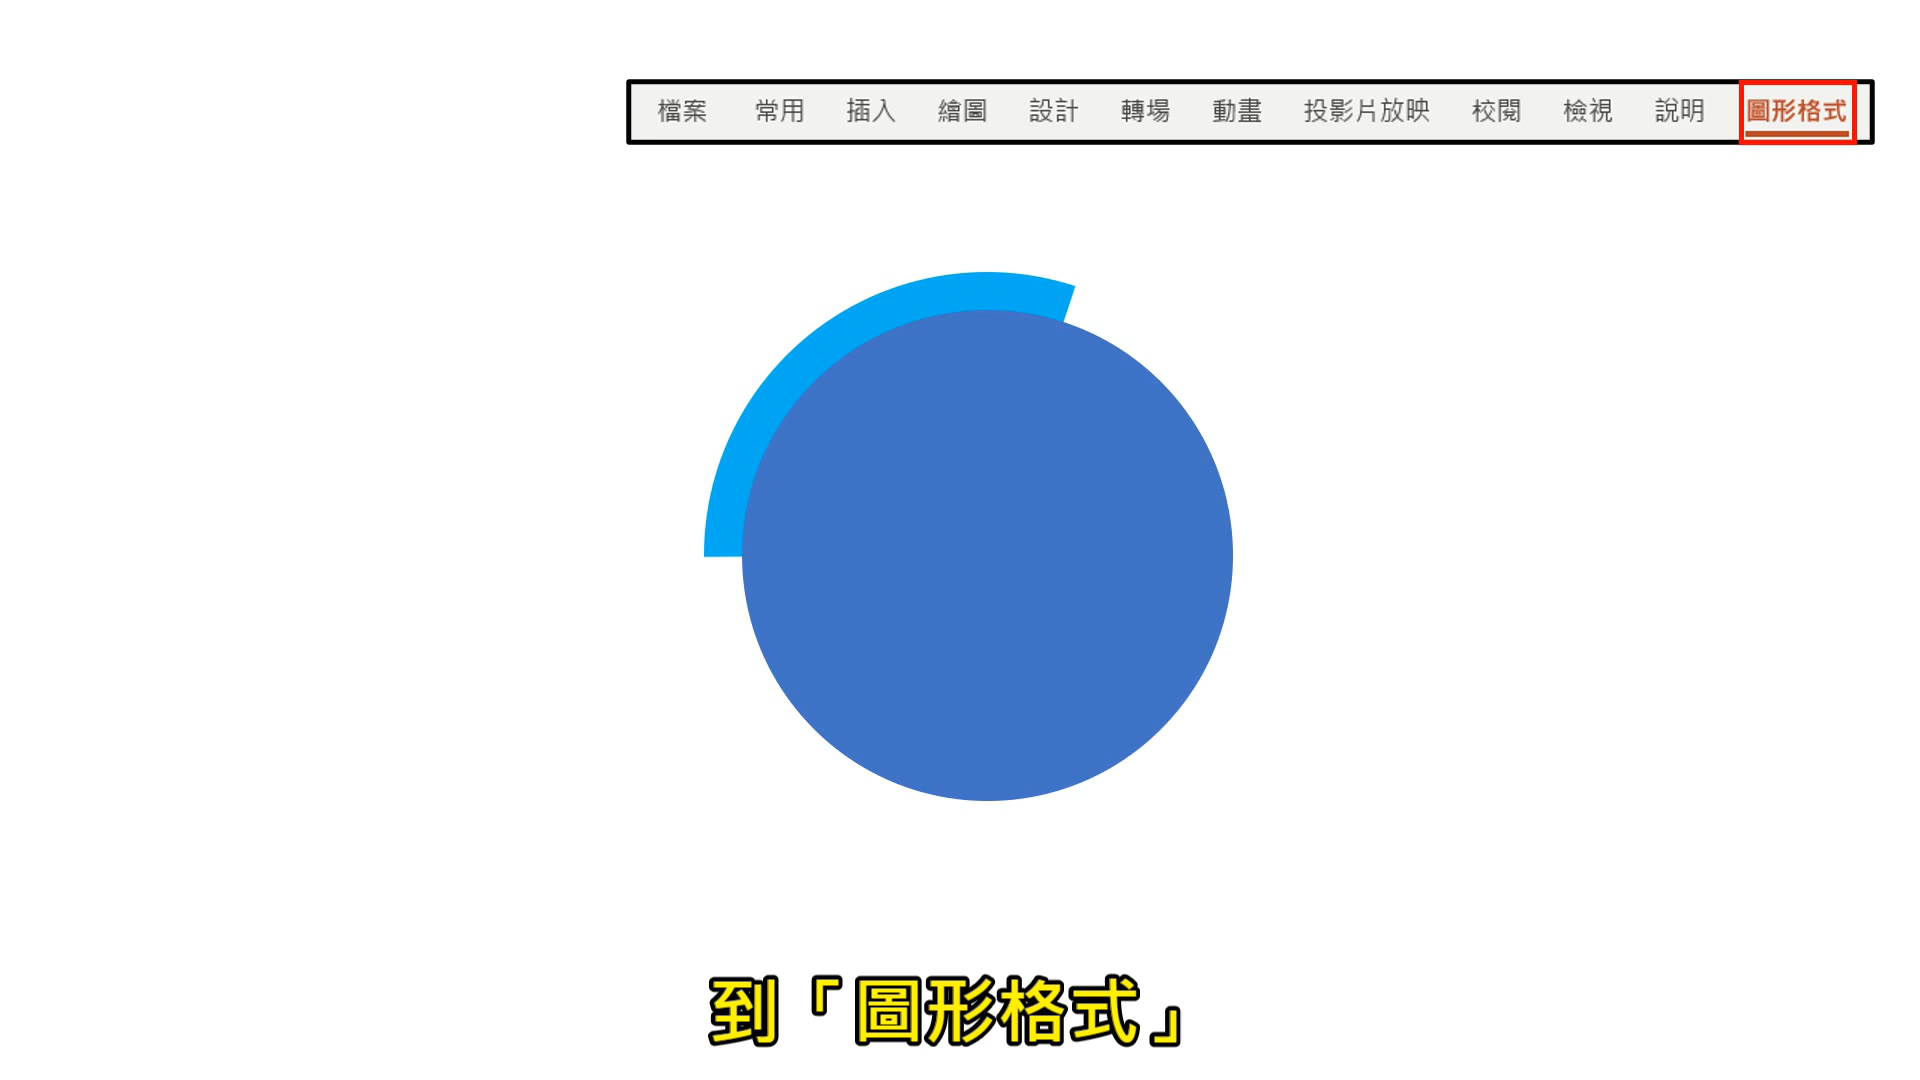 檔案 常用 插入 繪圖 設計 轉場 動畫 投影片放映 校閱 檢視 說明 圖形格式
到「圖形格式」